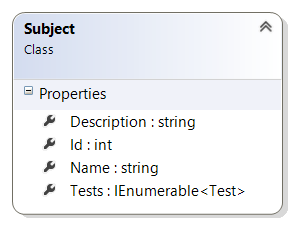 Subject
Class
Properties
Description : string
Id : int
Name : string
Tests : IEnumerable<Test>